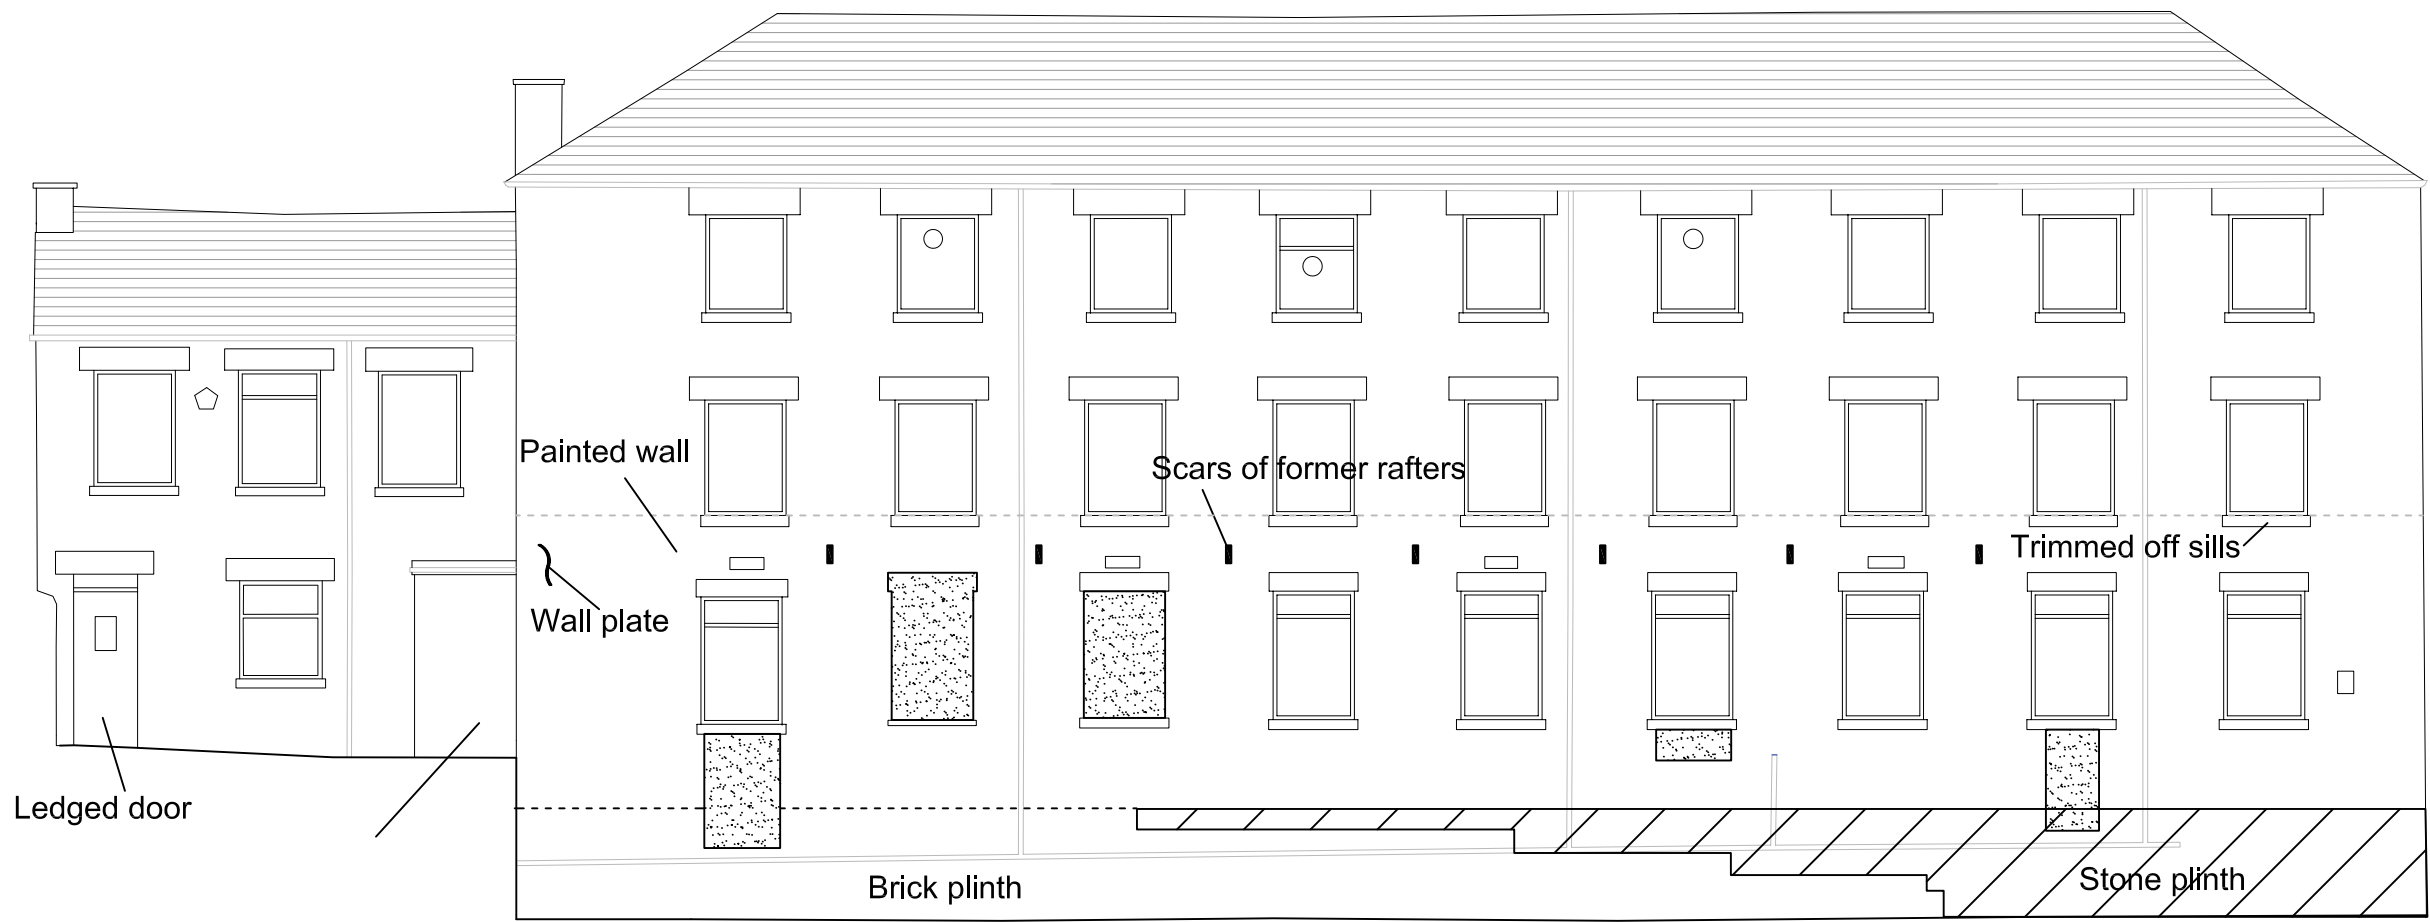 Painted wall
Scars of former rafters
Trimmed off sills
Wall plate
Ledged door
Brick plinth
Stone plinth